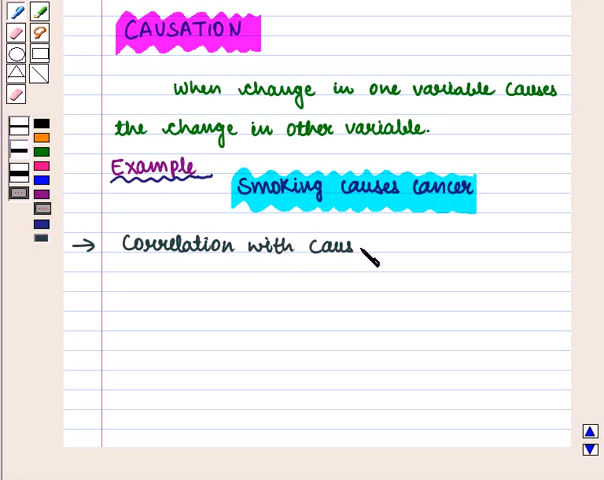 CAUSATION
When change in one variable causes
the change in other variable.
Example
Smoking causes cancer
→ Correlation with caus